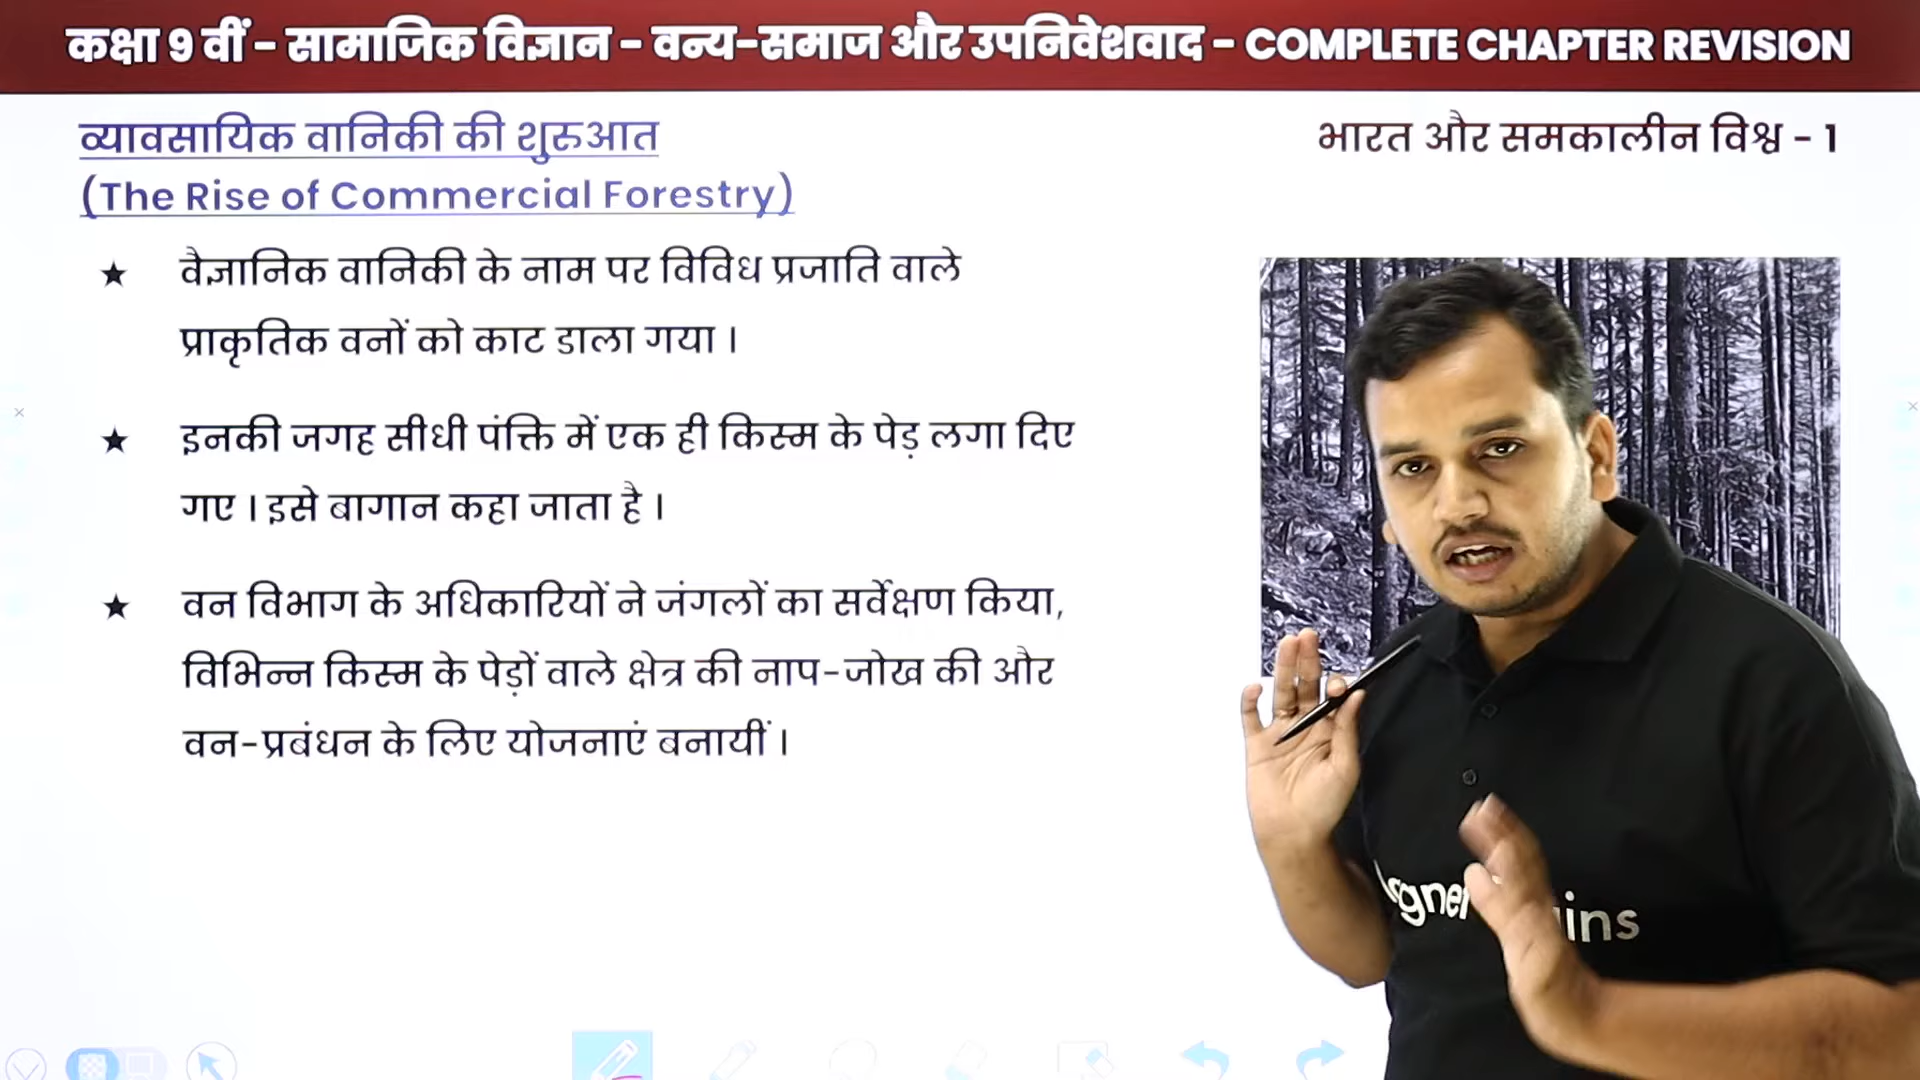 कक्षा 9 वीं - सामाजिक विज्ञान - वन्य-समाज और उपनिवेशवाद - COMPLETE CHAPTER REVISION
व्यावसायिक वानिकी की शुरुआत
(The Rise of Commercial Forestry)
भारत और समकालीन विश्व - 1
★ वैज्ञानिक वानिकी के नाम पर विविध प्रजाति वाले
प्राकृतिक वनों को काट डाला गया ।
★ इनकी जगह सीधी पंक्ति में एक ही किस्म के पेड़ लगा दिए
गए । इसे बागान कहा जाता है ।
★ वन विभाग के अधिकारियों ने जंगलों का सर्वेक्षण किया,
विभिन्न किस्म के पेड़ों वाले क्षेत्र की नाप-जोख की और
वन-प्रबंधन के लिए योजनाएं बनायीं ।